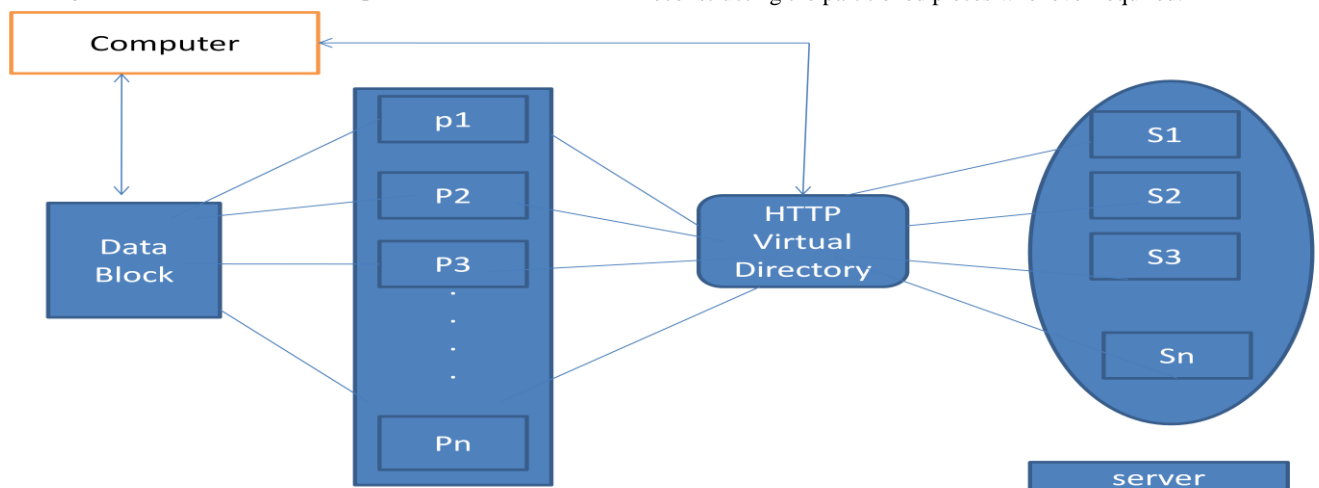 Computer
p1
P2
P3
.
.
.
.
Pn
Data
Block
HTTP
Virtual
Directory
S1
S2
S3
Sn
server